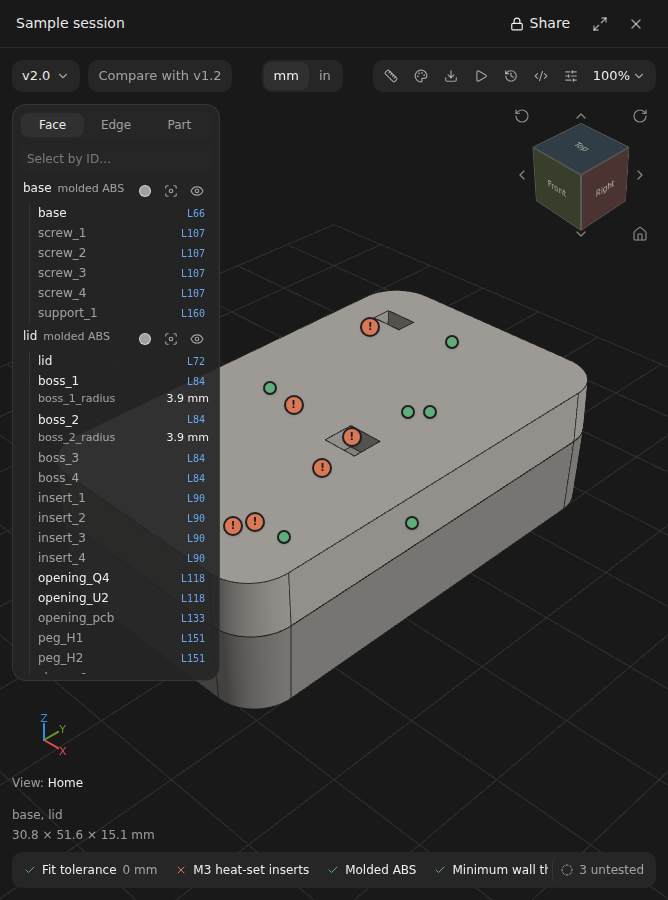 Sample session
Share
v2.0
Compare with v1.2
mm in
100%
Face Edge Part
Select by ID...
base molded ABS
base L66
screw_1 L107
screw_2 L107
screw_3 L107
screw_4 L107
support_1 L160
lid molded ABS
lid L72
boss_1 L84
boss_1_radius 3.9 mm
boss_2 L84
boss_2_radius 3.9 mm
boss_3 L84
boss_4 L84
insert_1 L90
insert_2 L90
insert_3 L90
insert_4 L90
opening_Q4 L118
opening_U2 L118
opening_pcb L133
peg_H1 L151
peg_H2 L151
Top
Front
Right
!
!
!
!
!
!
Z
Y
X
View: Home
base, lid
30.8 × 51.6 × 15.1 mm
Fit tolerance 0 mm
M3 heat-set inserts
Molded ABS
Minimum wall
3 untested